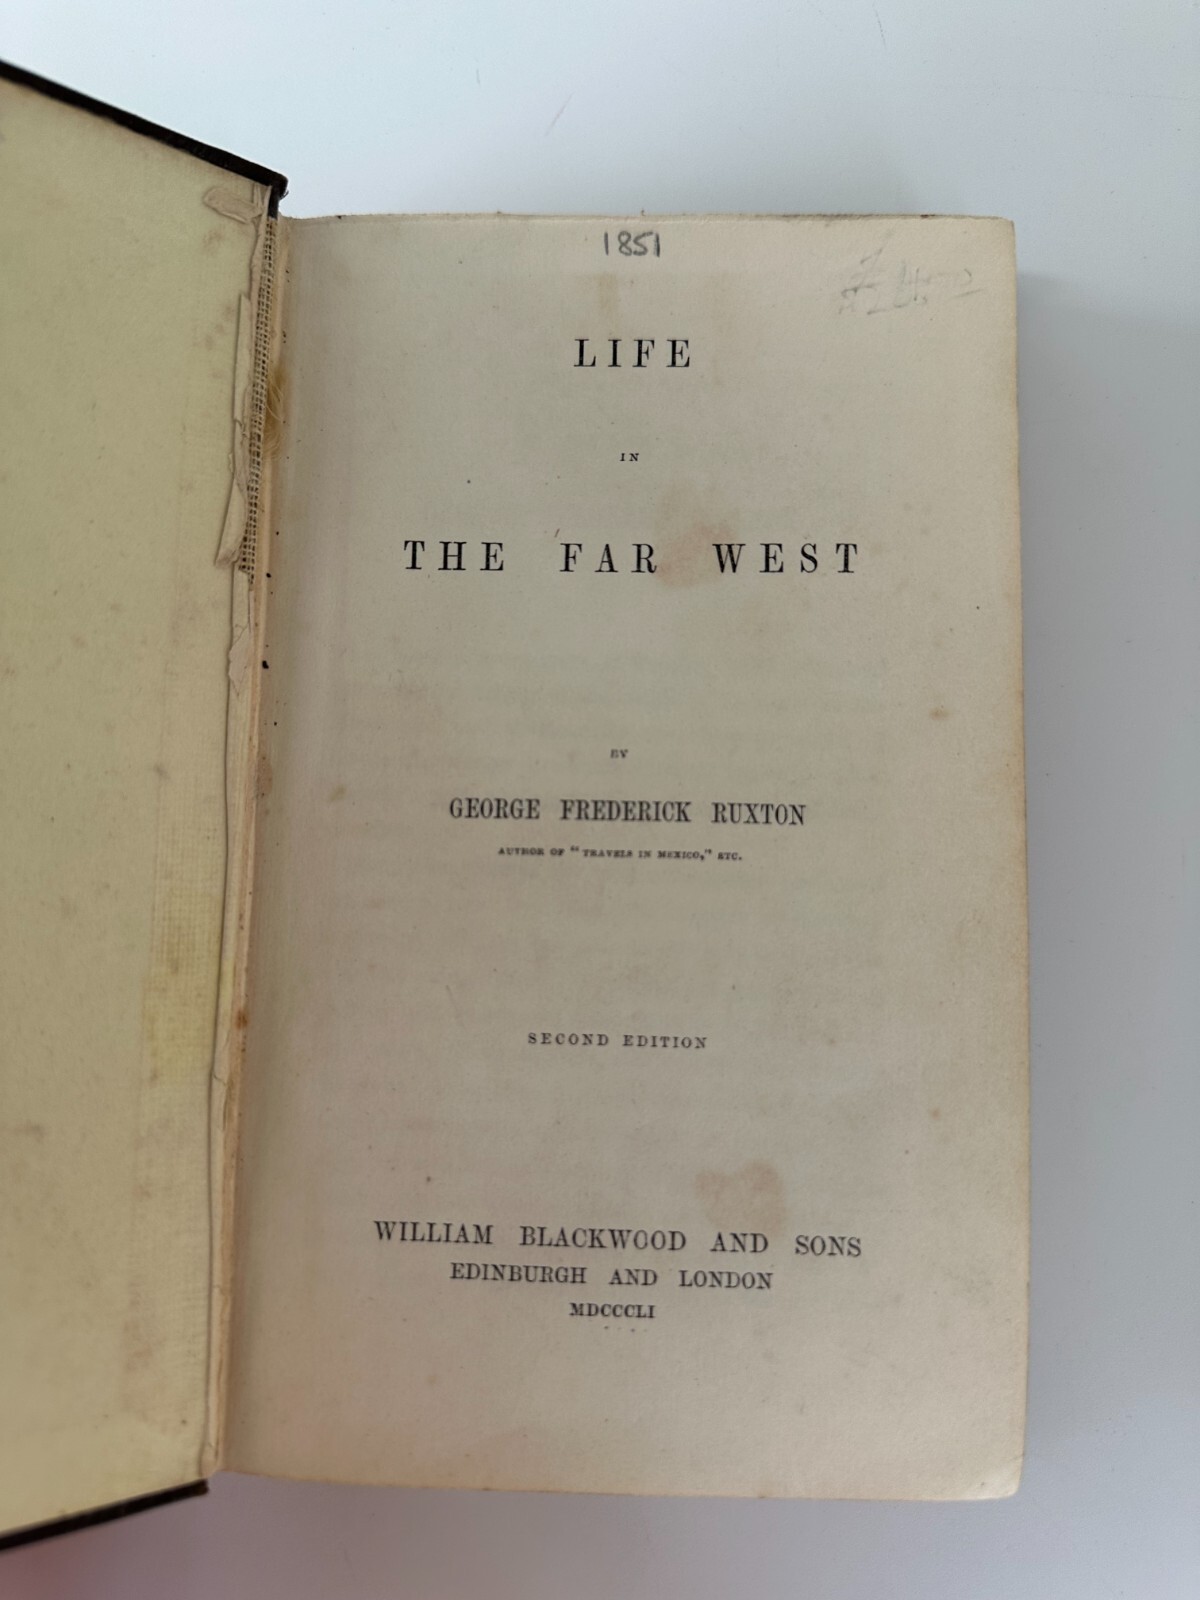 1851
LIFE
IN
THE FAR WEST
BY
GEORGE FREDERICK RUXTON
AUTHOR OF "TRAVELS IN MEXICO," ETC.
SECOND EDITION
WILLIAM BLACKWOOD AND SONS
EDINBURGH AND LONDON
MDCCCLI